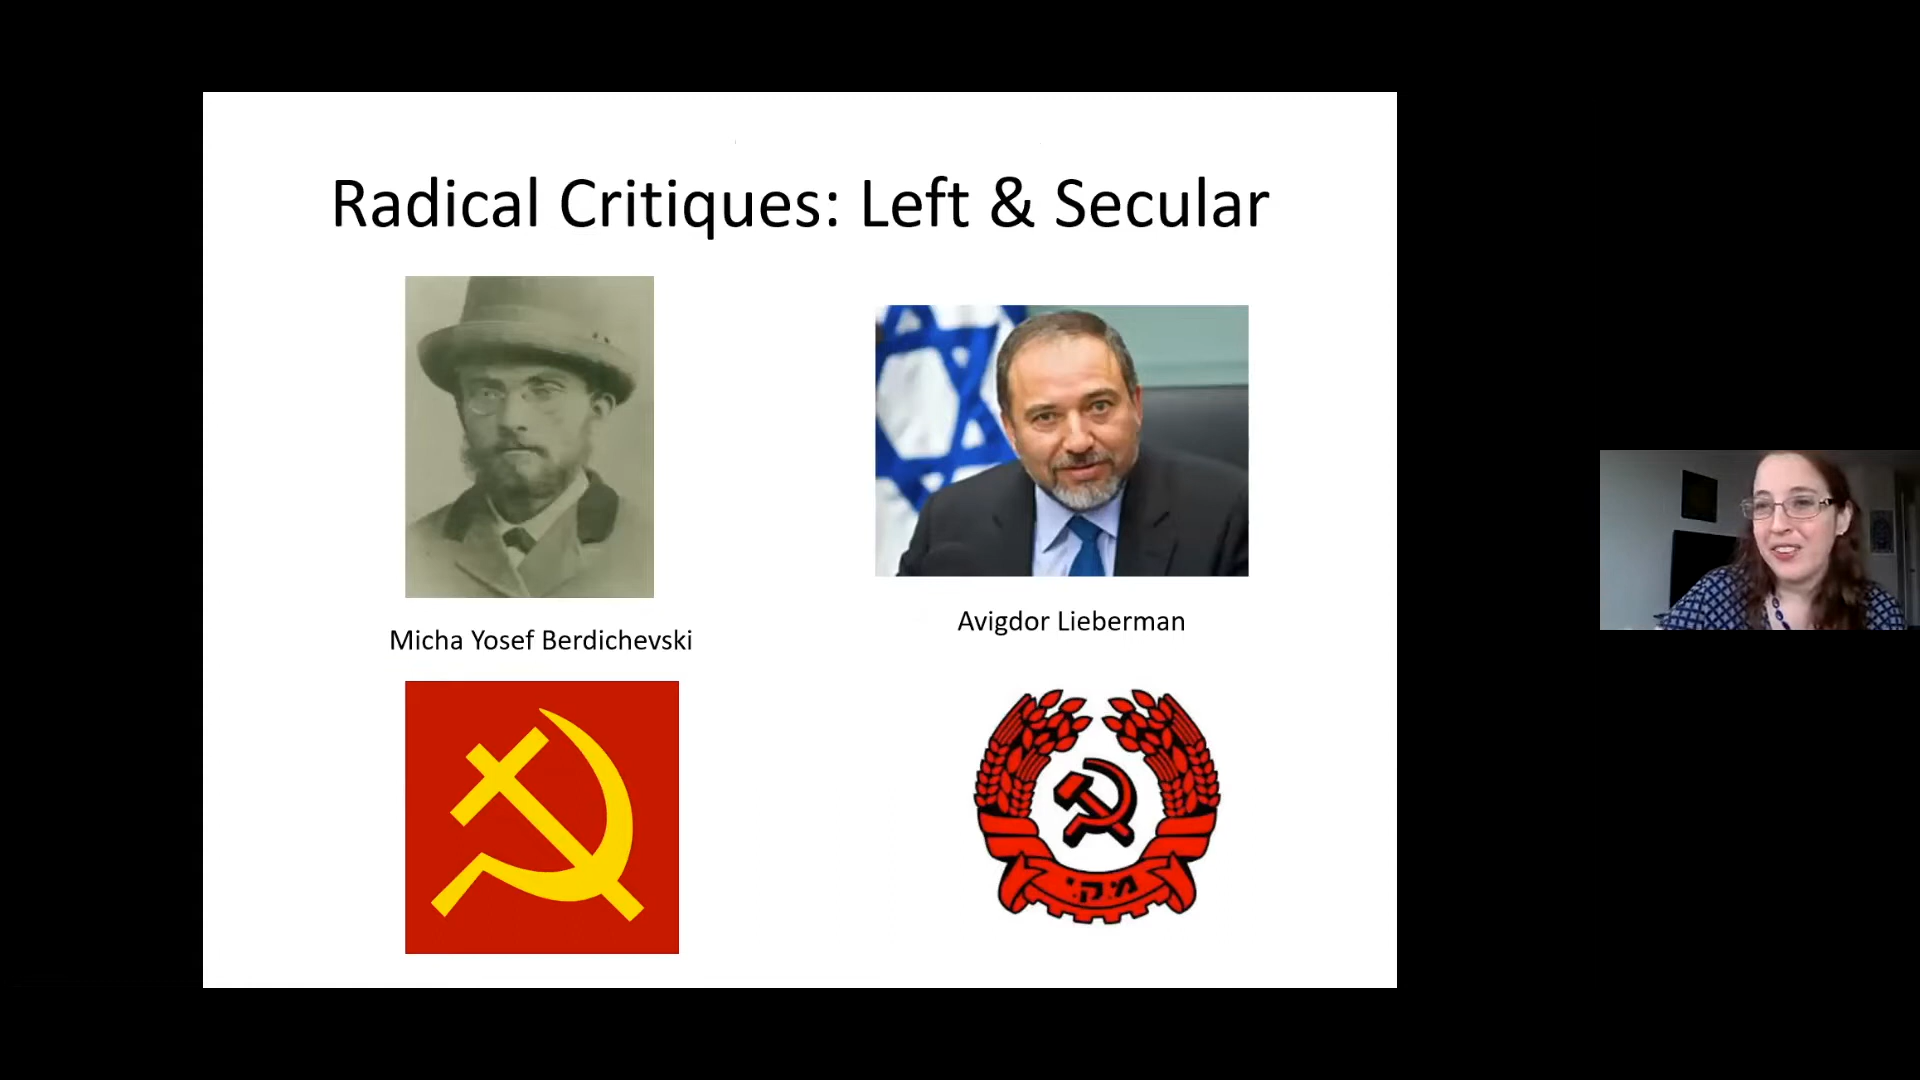 Radical Critiques: Left & Secular
Micha Yosef Berdichevski
Avigdor Lieberman
מ.ק.י.